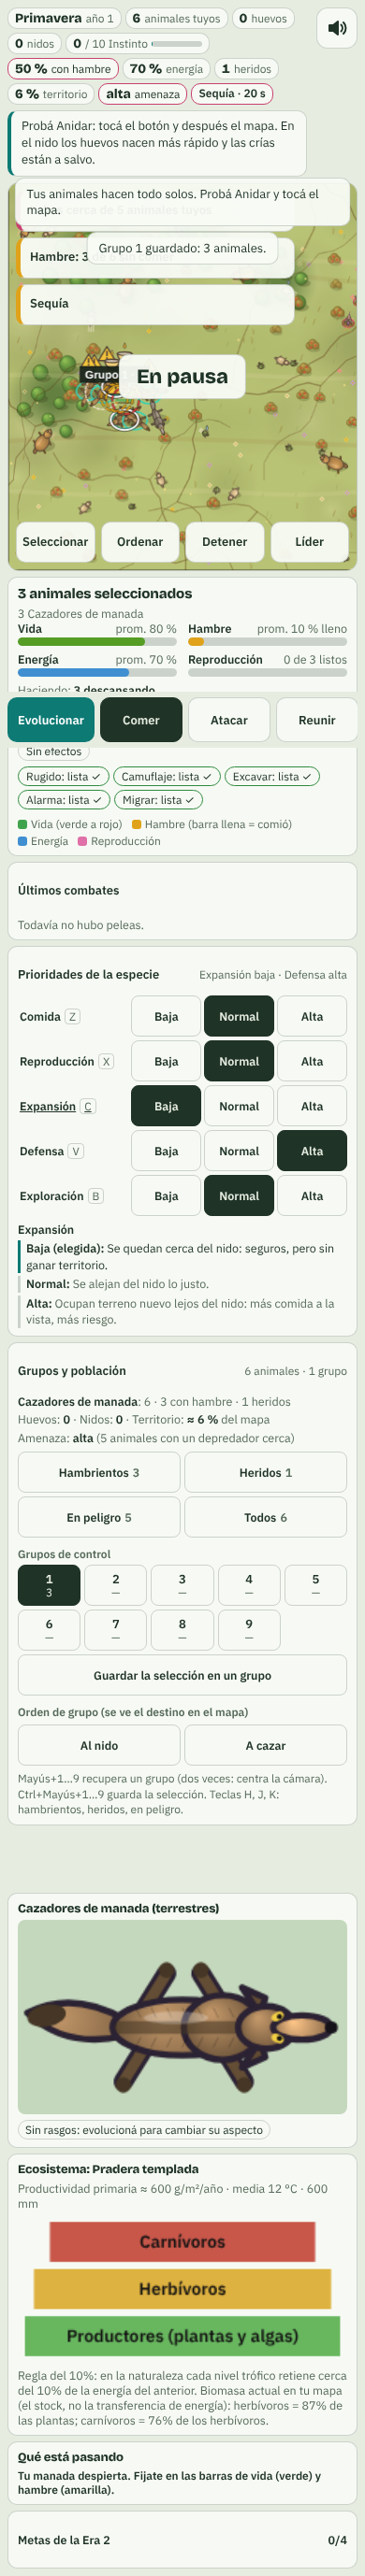 Primavera año 1
6 animales tuyos
0 huevos
0 nidos
0 / 10 Instinto
50 % con hambre
70 % energía
1 heridos
6 % territorio
alta amenaza
Sequía · 20 s
Probá Anidar: tocá el botón y después el mapa. En
el nido los huevos nacen más rápido y las crías
están a salvo.
Tus animales hacen todo solos. Probá Anidar y tocá el
mapa.
cerca de 5 animales tuyos
Hambre: 3
Grupo 1 guardado: 3 animales.
Sequía
Grupo
En pausa
Seleccionar
Ordenar
Detener
Líder
3 animales seleccionados
3 Cazadores de manada
Vida prom. 80 %
Hambre prom. 10 % lleno
Energía prom. 70 %
Reproducción 0 de 3 listos
Haciendo: 3 descansando
Evolucionar
Comer
Atacar
Reunir
Sin efectos
Rugido: lista ✓
Camuflaje: lista ✓
Excavar: lista ✓
Alarma: lista ✓
Migrar: lista ✓
Vida (verde a rojo)
Hambre (barra llena = comió)
Energía
Reproducción
Últimos combates
Todavía no hubo peleas.
Prioridades de la especie
Expansión baja · Defensa alta
Comida Z Baja Normal Alta
Reproducción X Baja Normal Alta
Expansión C Baja Normal Alta
Defensa V Baja Normal Alta
Exploración B Baja Normal Alta
Expansión
Baja (elegida): Se quedan cerca del nido: seguros, pero sin
ganar territorio.
Normal: Se alejan del nido lo justo.
Alta: Ocupan terreno nuevo lejos del nido: más comida a la
vista, más riesgo.
Grupos y población
6 animales · 1 grupo
Cazadores de manada: 6 · 3 con hambre · 1 heridos
Huevos: 0 · Nidos: 0 · Territorio: ≈ 6 % del mapa
Amenaza: alta (5 animales con un depredador cerca)
Hambrientos 3
Heridos 1
En peligro 5
Todos 6
Grupos de control
1 2 3 4 5
3 — — — —
6 7 8 9
— — — —
Guardar la selección en un grupo
Orden de grupo (se ve el destino en el mapa)
Al nido
A cazar
Mayús+1…9 recupera un grupo (dos veces: centra la cámara).
Ctrl+Mayús+1…9 guarda la selección. Teclas H, J, K:
hambrientos, heridos, en peligro.
Cazadores de manada (terrestres)
Sin rasgos: evolucioná para cambiar su aspecto
Ecosistema: Pradera templada
Productividad primaria ≈ 600 g/m²/año · media 12 °C · 600
mm
Carnívoros
Herbívoros
Productores (plantas y algas)
Regla del 10%: en la naturaleza cada nivel trófico retiene cerca
del 10% de la energía del anterior. Biomasa actual en tu mapa
(el stock, no la transferencia de energía): herbívoros = 87% de
las plantas; carnívoros = 76% de los herbívoros.
Qué está pasando
Tu manada despierta. Fijate en las barras de vida (verde) y
hambre (amarilla).
Metas de la Era 2
0/4